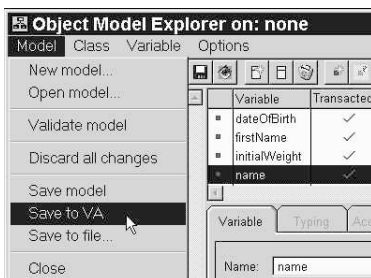 Object Model Explorer on: none
Model Class Variable Options
New model...
Open model...
Validate model
Discard all changes
Save model
Save to VA
Save to file...
Close
Variable Transacted
dateOfBirth
firstName
initialWeight
name
Variable Typing Acc
Name: name